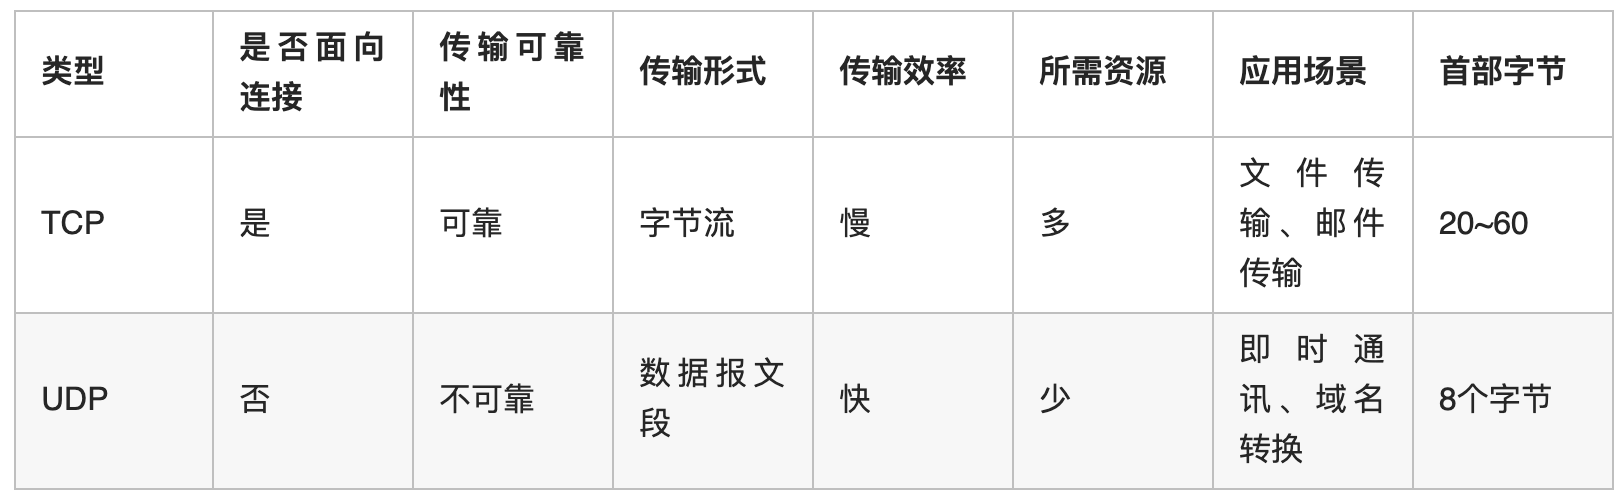 类型
是否面向
连接
传输可靠
性
传输形式
传输效率
所需资源
应用场景
首部字节
TCP
是
可靠
字节流
慢
多
文件传
输、邮件
传输
20~60
UDP
否
不可靠
数据报文
段
快
少
即时通
讯、域名
转换
8个字节